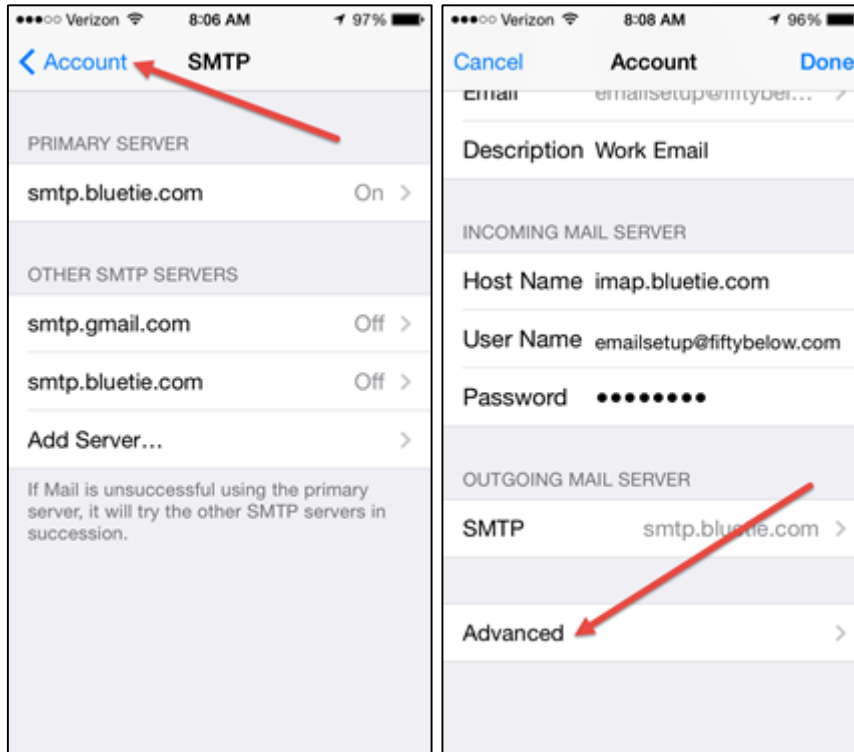 Verizon 8:06 AM 97%
Account SMTP
PRIMARY SERVER
smtp.bluetie.com On
OTHER SMTP SERVERS
smtp.gmail.com Off
smtp.bluetie.com Off
Add Server...
If Mail is unsuccessful using the primary
server, it will try the other SMTP servers in
succession.
Verizon 8:08 AM 96%
Cancel Account Done
Email emailsetup@fiftybel...
Description Work Email
INCOMING MAIL SERVER
Host Name imap.bluetie.com
User Name emailsetup@fiftybelow.com
Password ●●●●●●●●
OUTGOING MAIL SERVER
SMTP smtp.bluetie.com
Advanced